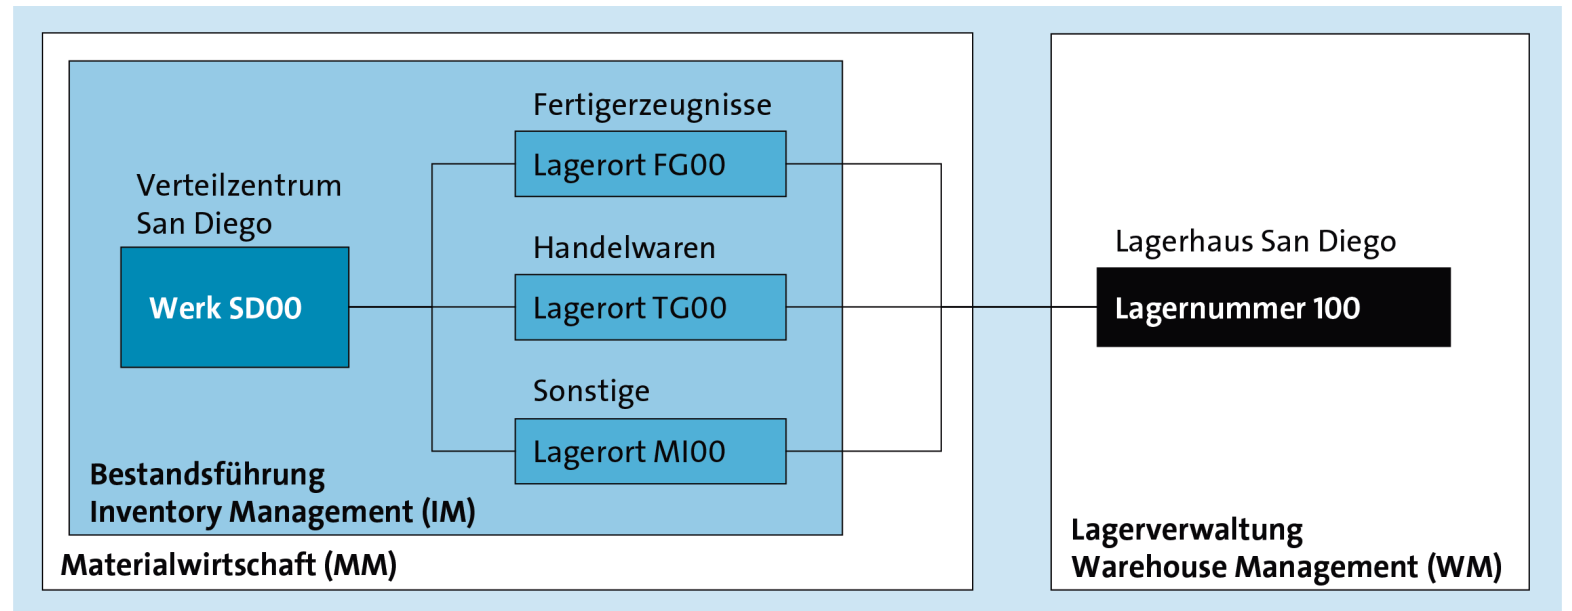 Verteilzentrum
San Diego
Werk SD00
Fertigerzeugnisse
Lagerort FG00
Handelwaren
Lagerort TG00
Sonstige
Lagerort MI00
Bestandsführung
Inventory Management (IM)
Materialwirtschaft (MM)
Lagerhaus San Diego
Lagernummer 100
Lagerverwaltung
Warehouse Management (WM)